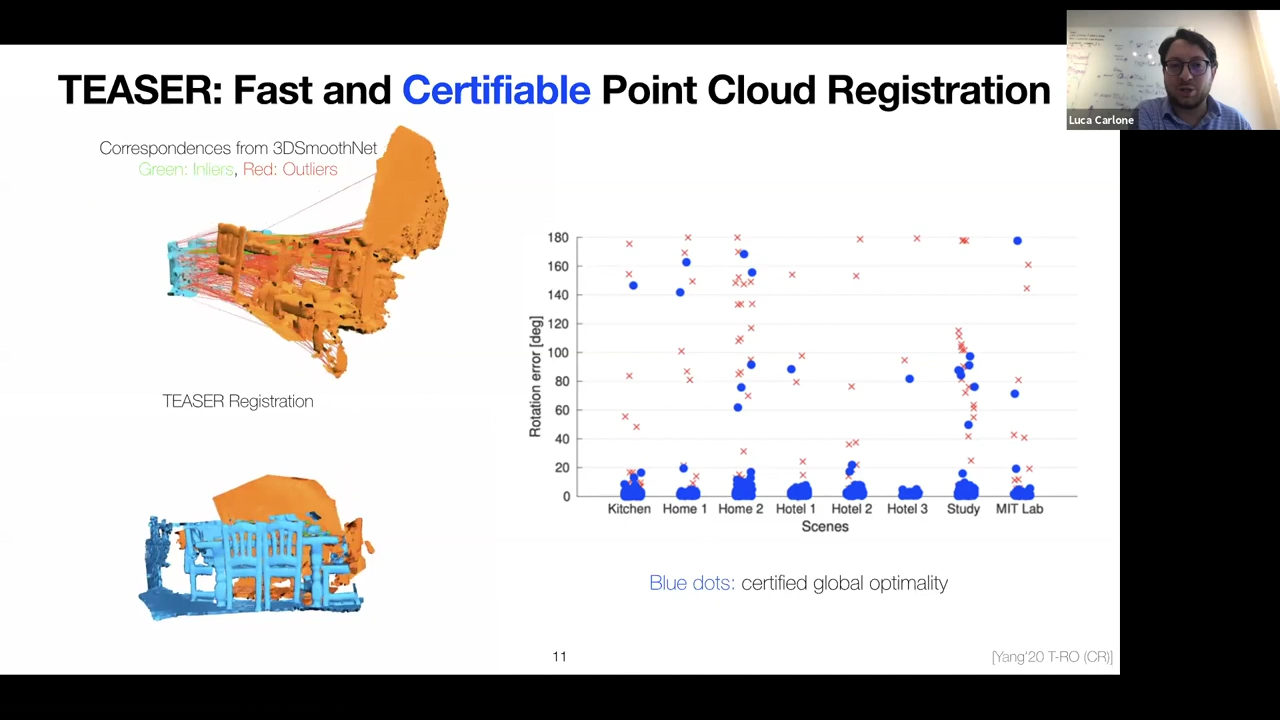 TEASER: Fast and Certifiable Point Cloud Registration
Luca Carlone
Correspondences from 3DSmoothNet
Green: Inliers, Red: Outliers
TEASER Registration
Rotation error [deg]
180
160
140
120
100
80
60
40
20
0
Kitchen Home 1 Home 2 Hotel 1 Hotel 2 Hotel 3 Study MIT Lab
Scenes
Blue dots: certified global optimality
11
[Yang'20 T-RO (CR)]